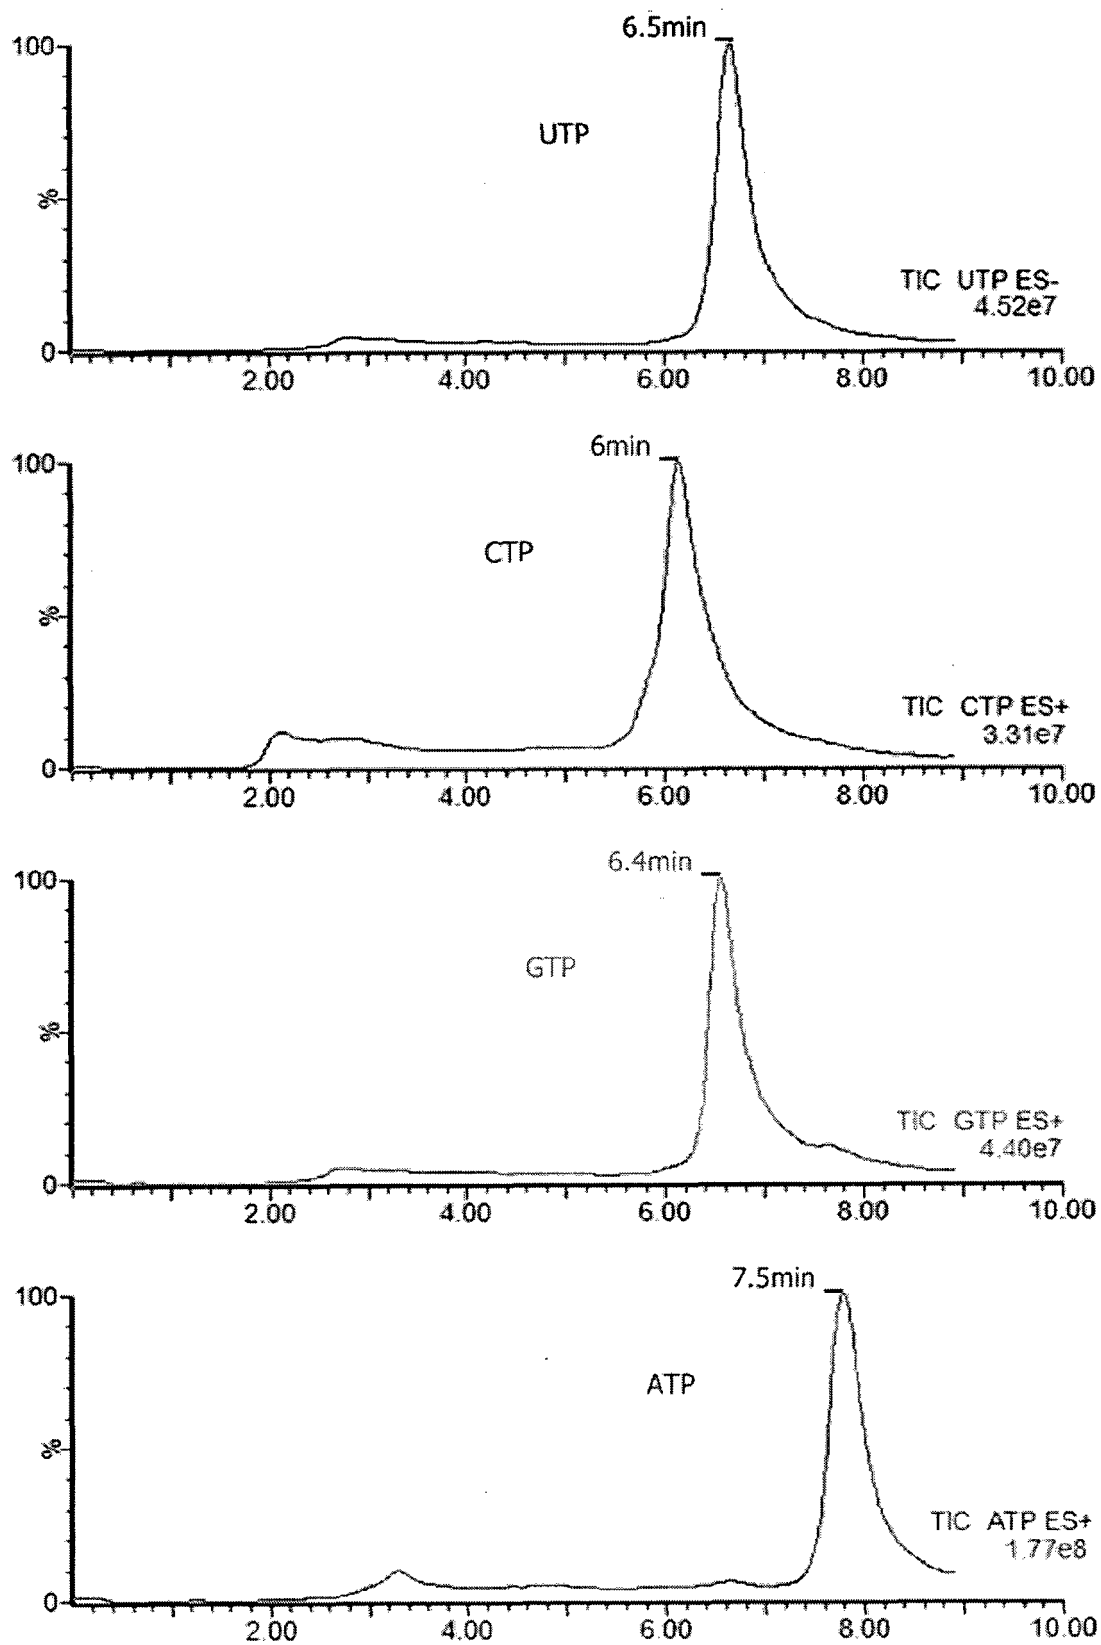 6.5min
100
UTP
%
TIC UTP ES-
4.52e7
0
2.00 4.00 6.00 8.00 10.00
6min
100
CTP
%
TIC CTP ES+
3.31e7
0
2.00 4.00 6.00 8.00 10.00
6.4min
100
GTP
%
TIC GTP ES+
4.40e7
0
2.00 4.00 6.00 8.00 10.00
7.5min
100
ATP
%
TIC ATP ES+
1.77e8
0
2.00 4.00 6.00 8.00 10.00